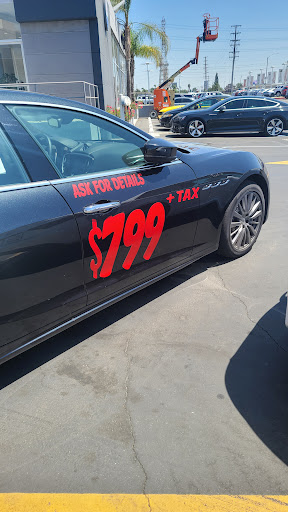 ASK FOR DETAILS
$799 + TAX